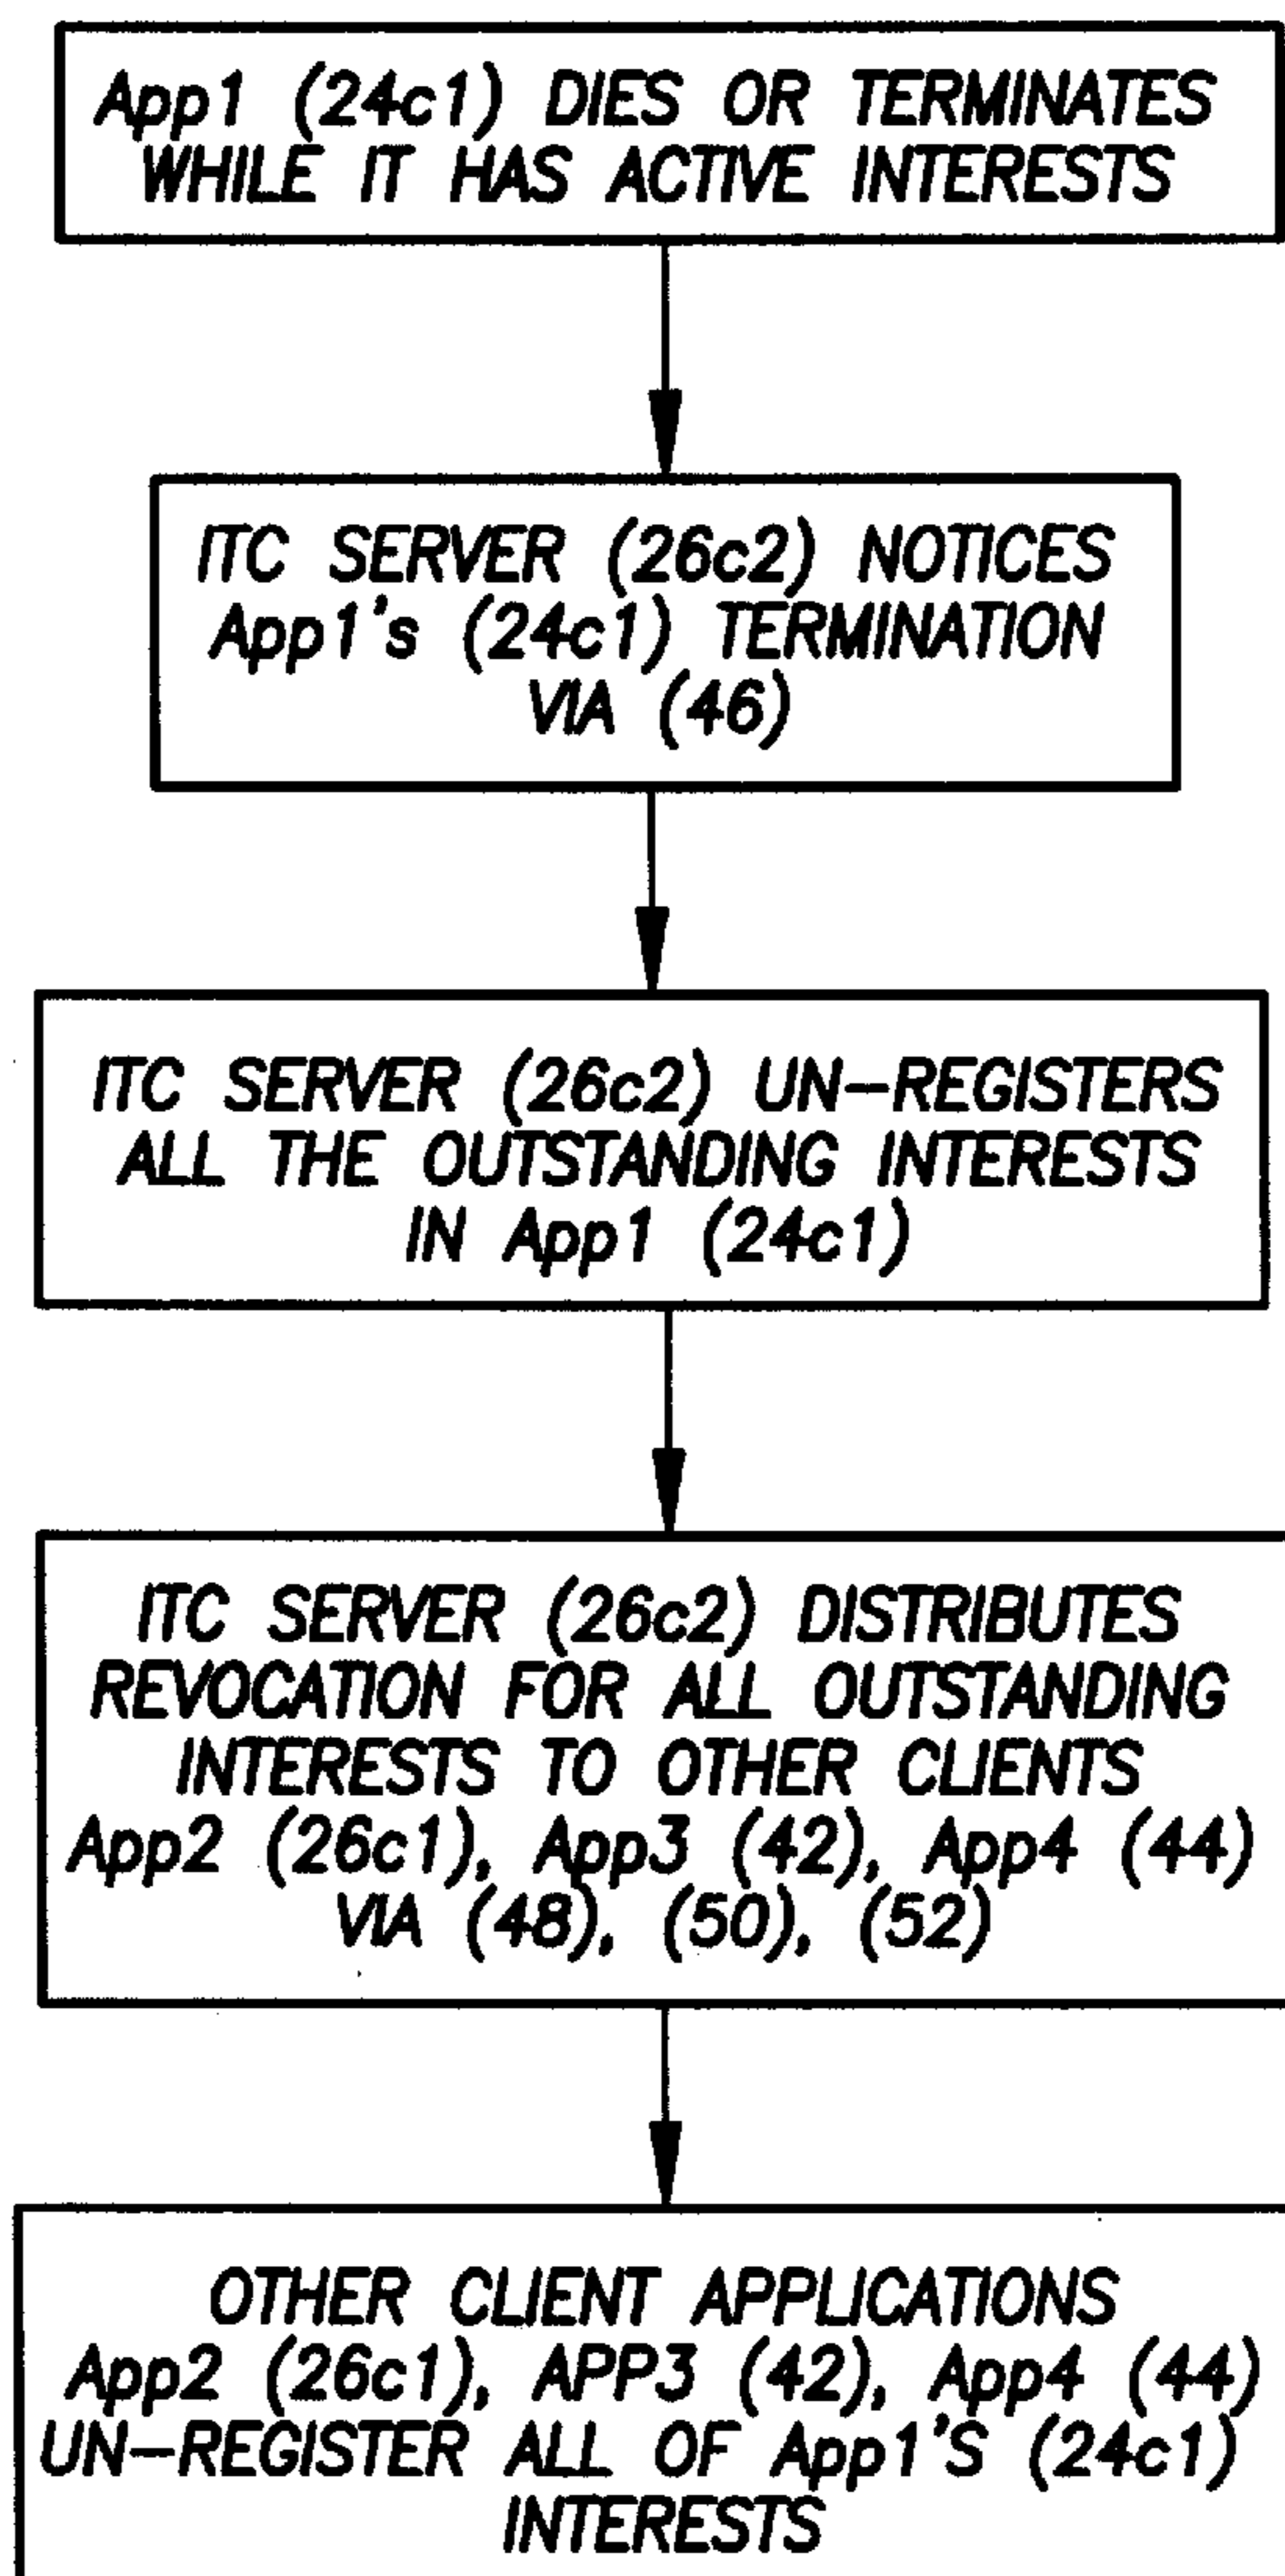 App1 (24c1) DIES OR TERMINATES
WHILE IT HAS ACTIVE INTERESTS
ITC SERVER (26c2) NOTICES
App1's (24c1) TERMINATION
VIA (46)
ITC SERVER (26c2) UN-REGISTERS
ALL THE OUTSTANDING INTERESTS
IN App1 (24c1)
ITC SERVER (26c2) DISTRIBUTES
REVOCATION FOR ALL OUTSTANDING
INTERESTS TO OTHER CLIENTS
App2 (26c1), App3 (42), App4 (44)
VIA (48), (50), (52)
OTHER CLIENT APPLICATIONS
App2 (26c1), APP3 (42), App4 (44)
UN-REGISTER ALL OF App1'S (24c1)
INTERESTS